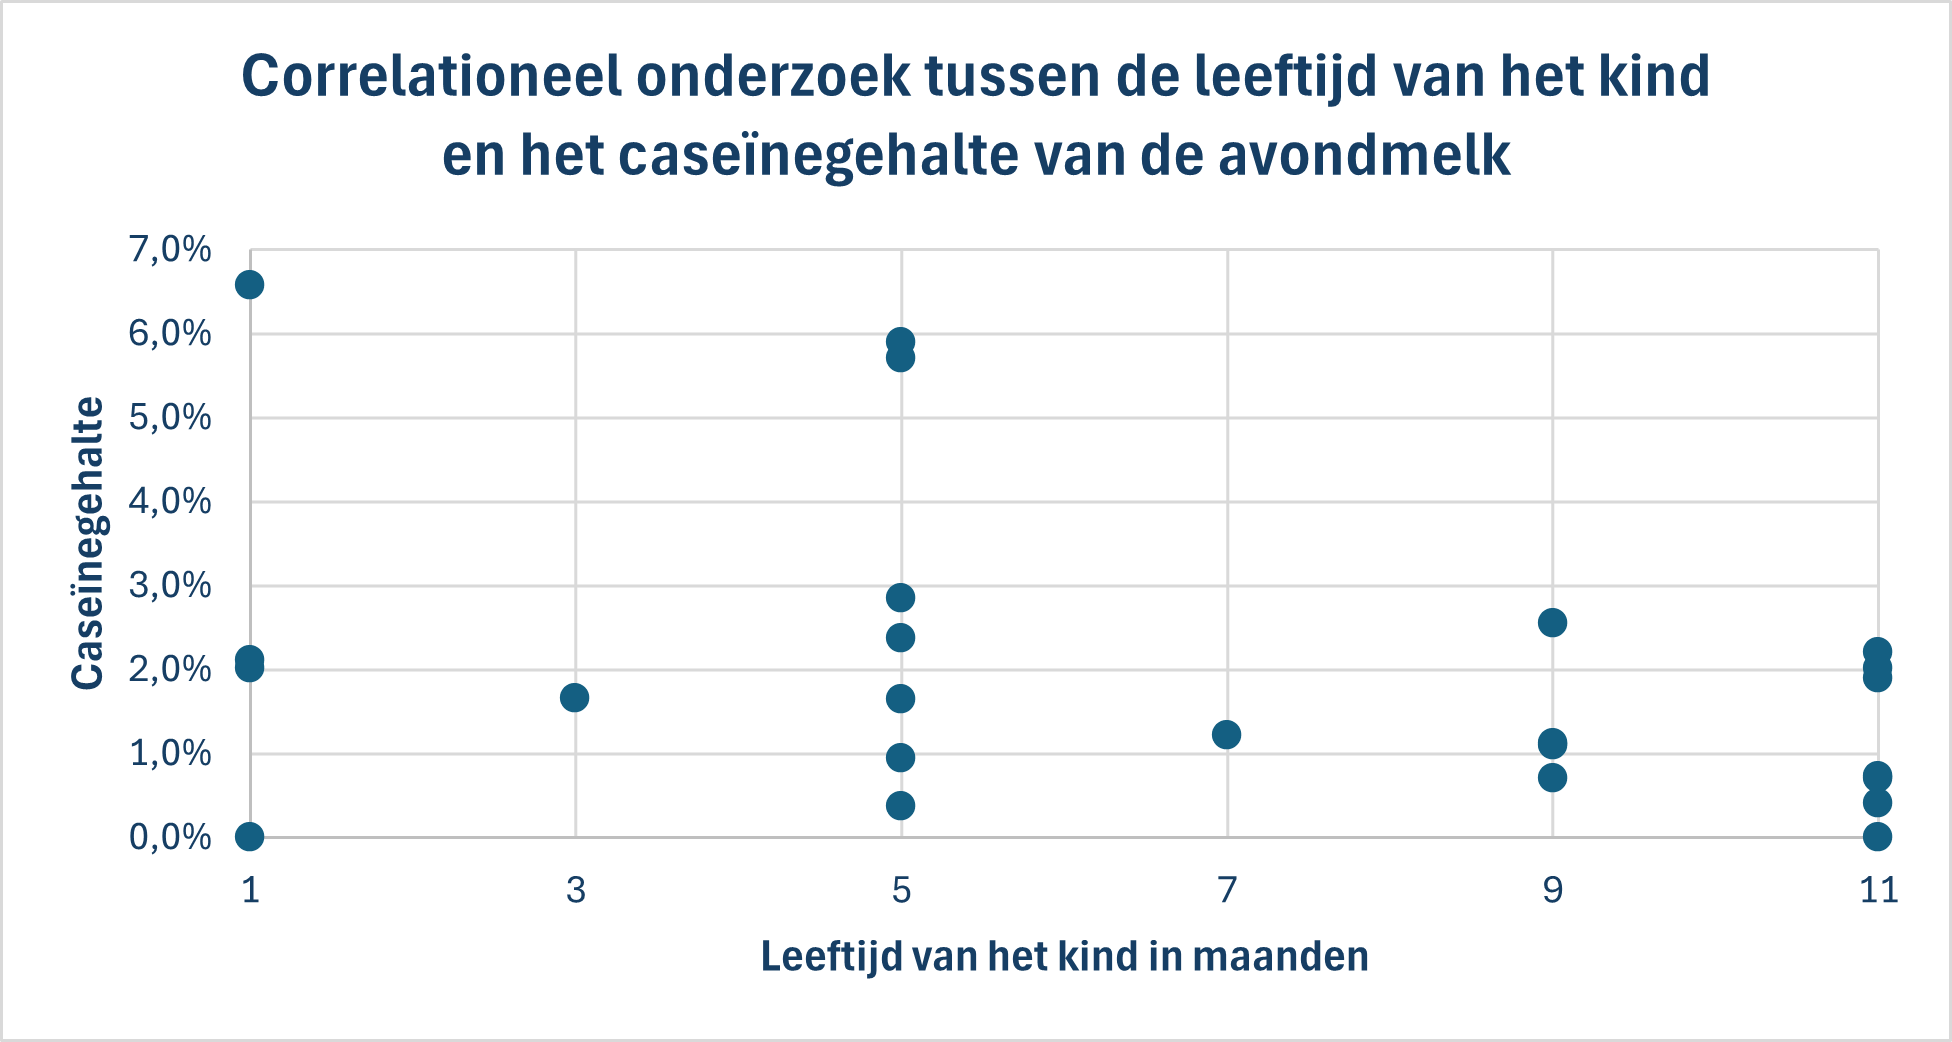 Correlationeel onderzoek tussen de leeftijd van het kind
en het caseïnegehalte van de avondmelk
7,0%
6,0%
5,0%
4,0%
3,0%
2,0%
1,0%
0,0%
Caseïnegehalte
1 3 5 7 9 11
Leeftijd van het kind in maanden